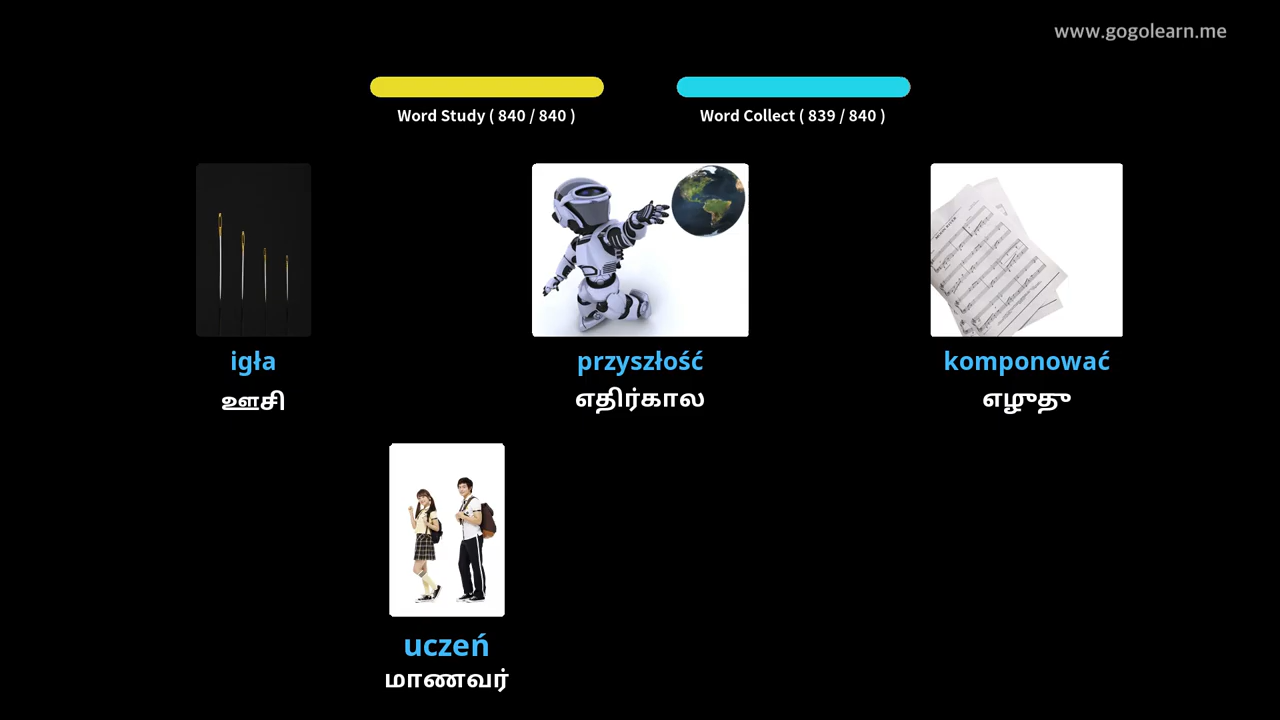 www.gogolearn.me
Word Study ( 840 / 840 )
Word Collect ( 839 / 840 )
igła
ஊசி
przyszłość
எதிர்கால
komponować
எழுது
uczeń
மாணவர்